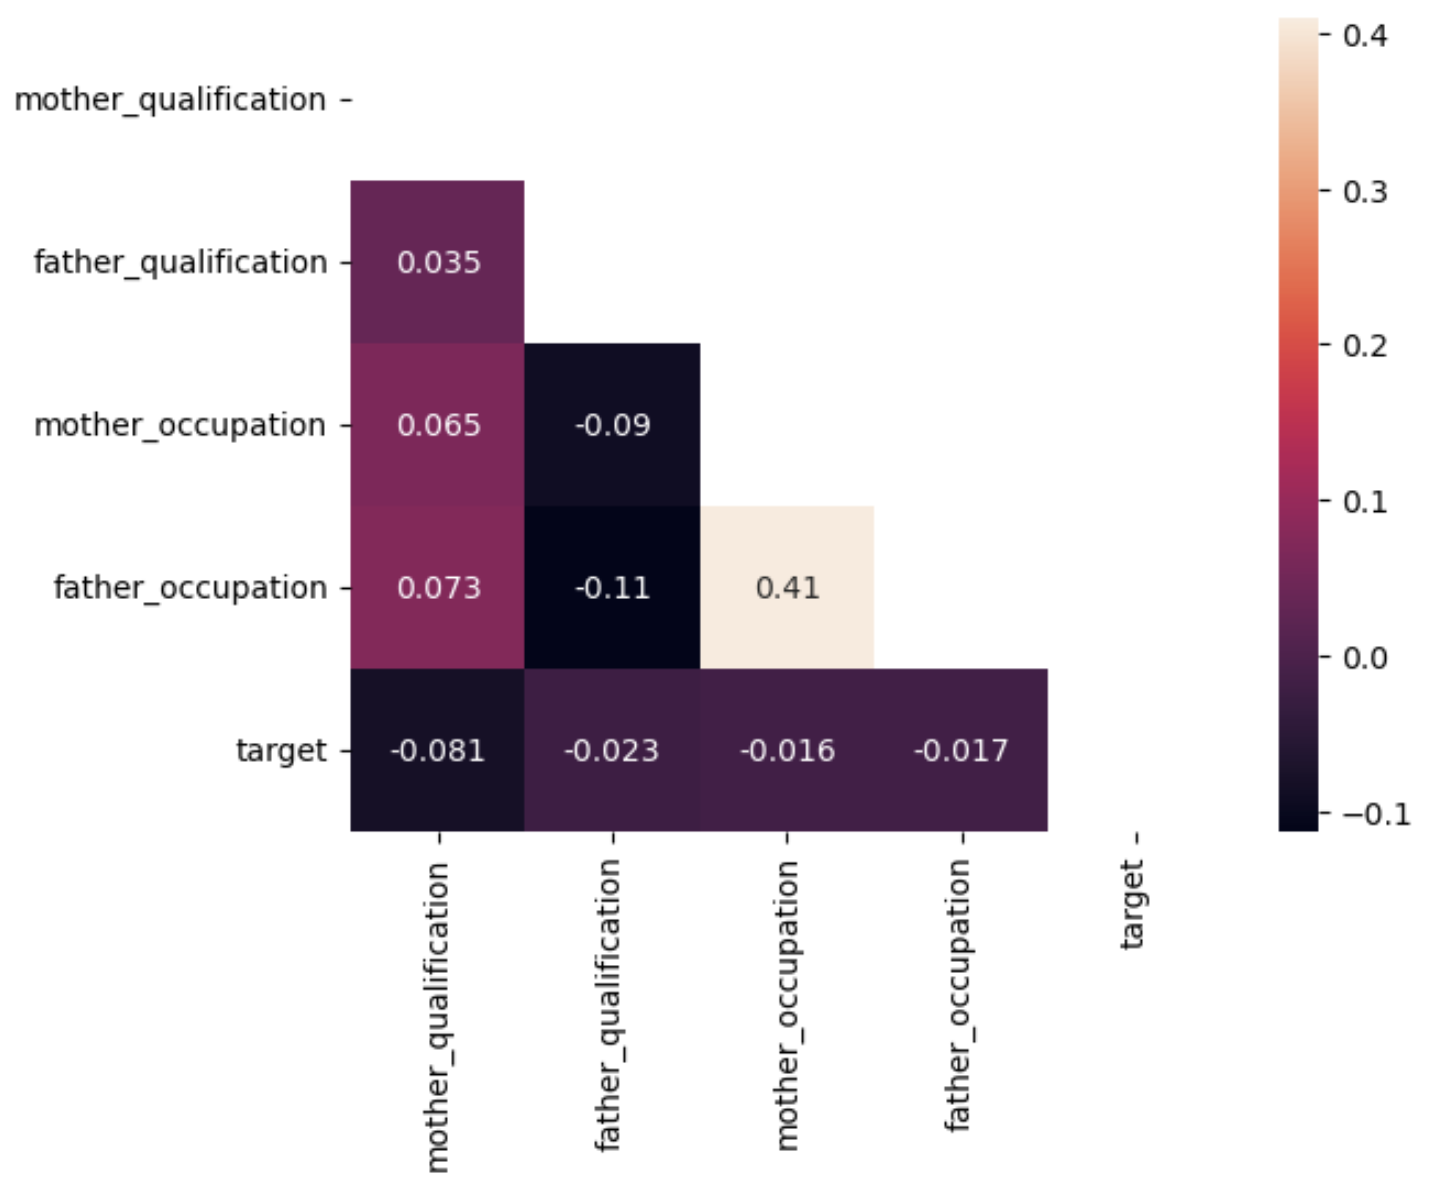 0.4
mother_qualification
0.3
father_qualification 0.035
0.2
mother_occupation 0.065 -0.09
0.1
father_occupation 0.073 -0.11 0.41
0.0
target -0.081 -0.023 -0.016 -0.017
−0.1
mother_qualification
father_qualification
mother_occupation
father_occupation
target